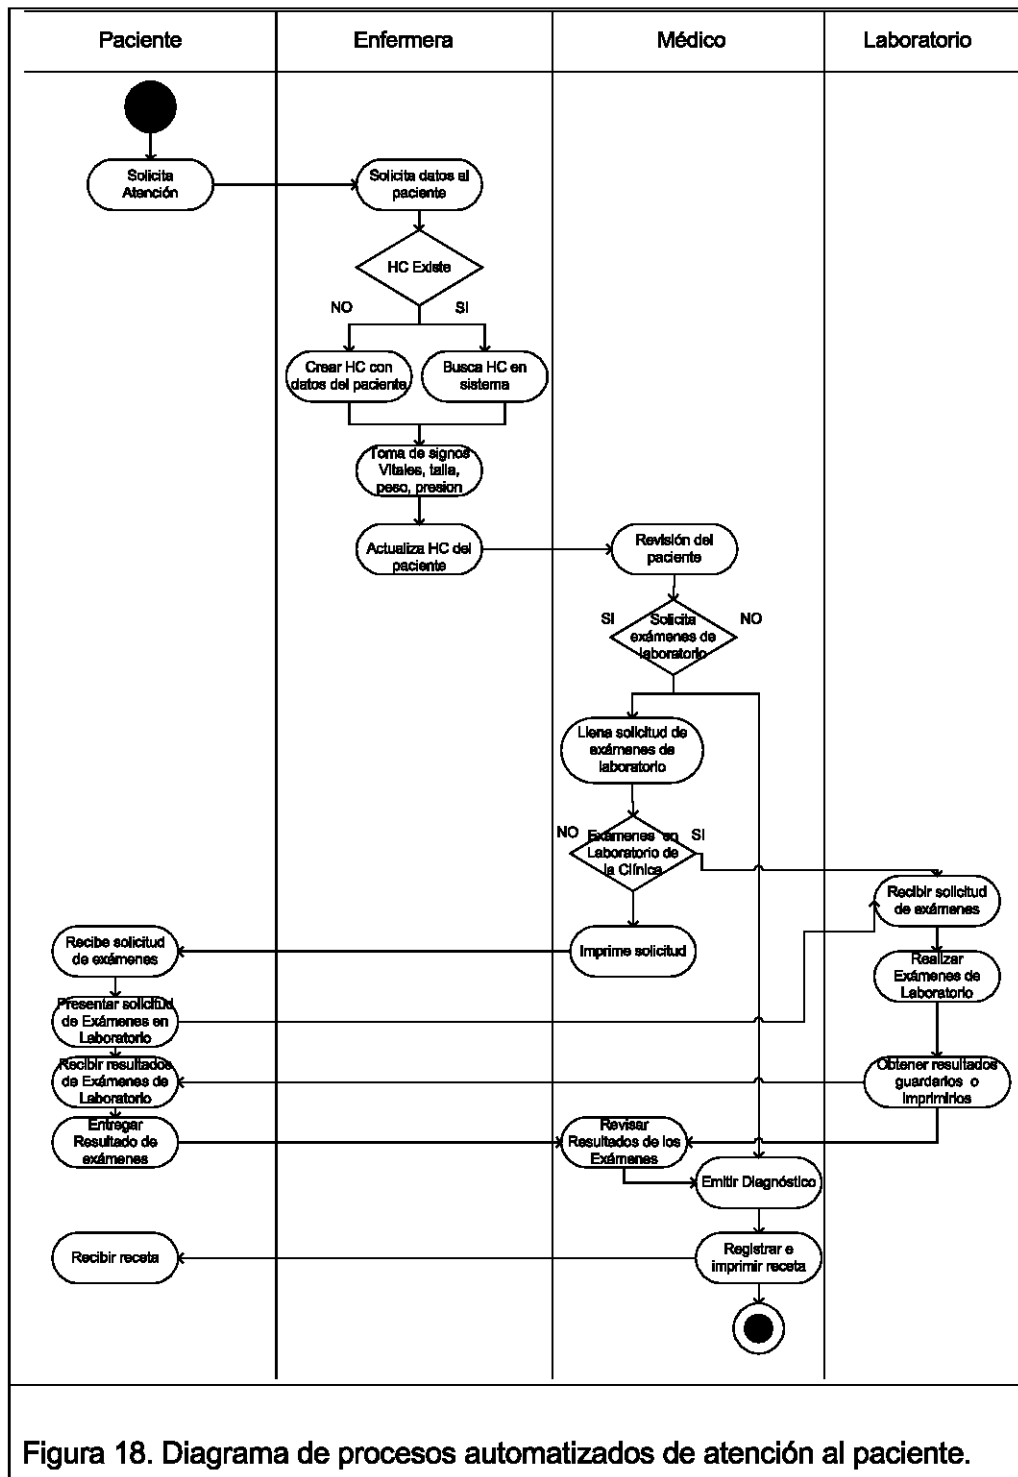 Paciente
Enfermera
Médico
Laboratorio
Solicita
Atención
Solicita datos al
paciente
HC Existe
NO
SI
Crear HC con
datos del paciente
Busca HC en
sistema
Toma de signos
Vitales, talla,
peso, presion
Actualiza HC del
paciente
Revisión del
paciente
SI
Solicita
exámenes de
laboratorio
NO
Llena solicitud de
exámenes de
laboratorio
NO
Exámenes en
Laboratorio de
la Clínica
SI
Recibir solicitud
de exámenes
Recibe solicitud
de exámenes
Imprime solicitud
Realizar
Exámenes de
Laboratorio
Presentar solicitud
de Exámenes en
Laboratorio
Recibir resultados
de Exámenes de
Laboratorio
Obtener resultados
guardarlos o
imprimirlos
Entregar
Resultado de
exámenes
Revisar
Resultados de los
Exámenes
Emitir Diagnóstico
Recibir receta
Registrar e
imprimir receta
Figura 18. Diagrama de procesos automatizados de atención al paciente.